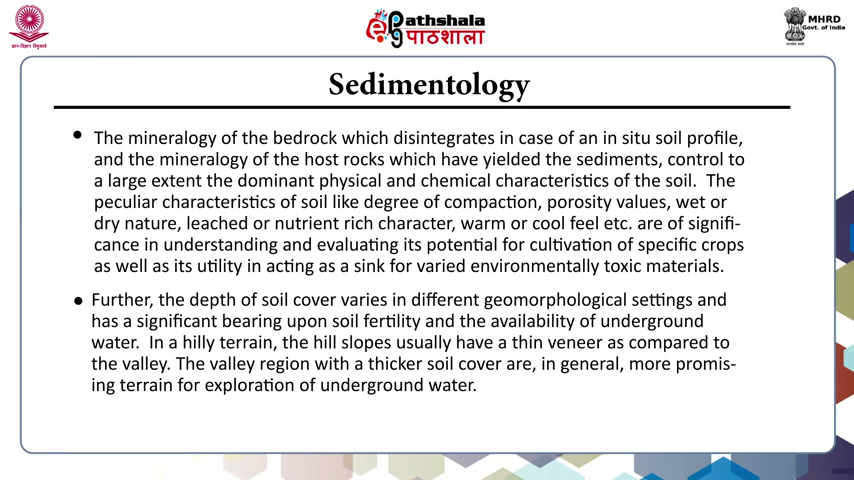 ePathshala
पाठशाला
MHRD
Govt. of India
Sedimentology
● The mineralogy of the bedrock which disintegrates in case of an in situ soil profile,
and the mineralogy of the host rocks which have yielded the sediments, control to
a large extent the dominant physical and chemical characteristics of the soil. The
peculiar characteristics of soil like degree of compaction, porosity values, wet or
dry nature, leached or nutrient rich character, warm or cool feel etc. are of signifi-
cance in understanding and evaluating its potential for cultivation of specific crops
as well as its utility in acting as a sink for varied environmentally toxic materials.
● Further, the depth of soil cover varies in different geomorphological settings and
has a significant bearing upon soil fertility and the availability of underground
water. In a hilly terrain, the hill slopes usually have a thin veneer as compared to
the valley. The valley region with a thicker soil cover are, in general, more promis-
ing terrain for exploration of underground water.